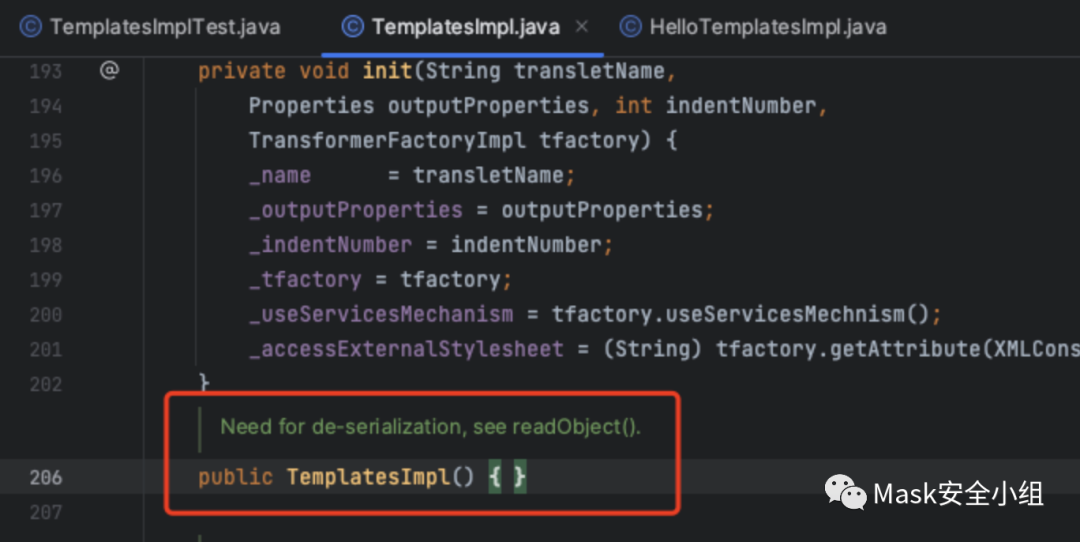 TemplatesImplTest.java TemplatesImpl.java HelloTemplatesImpl.java
193 @ private void init(String transletName,
194 Properties outputProperties, int indentNumber,
195 TransformerFactoryImpl tfactory) {
196 _name = transletName;
197 _outputProperties = outputProperties;
198 _indentNumber = indentNumber;
199 _tfactory = tfactory;
200 _useServicesMechanism = tfactory.useServicesMechnism();
201 _accessExternalStylesheet = (String) tfactory.getAttribute(XMLCons
202 }
Need for de-serialization, see readObject().
206 public TemplatesImpl() { }
207
Mask安全小组